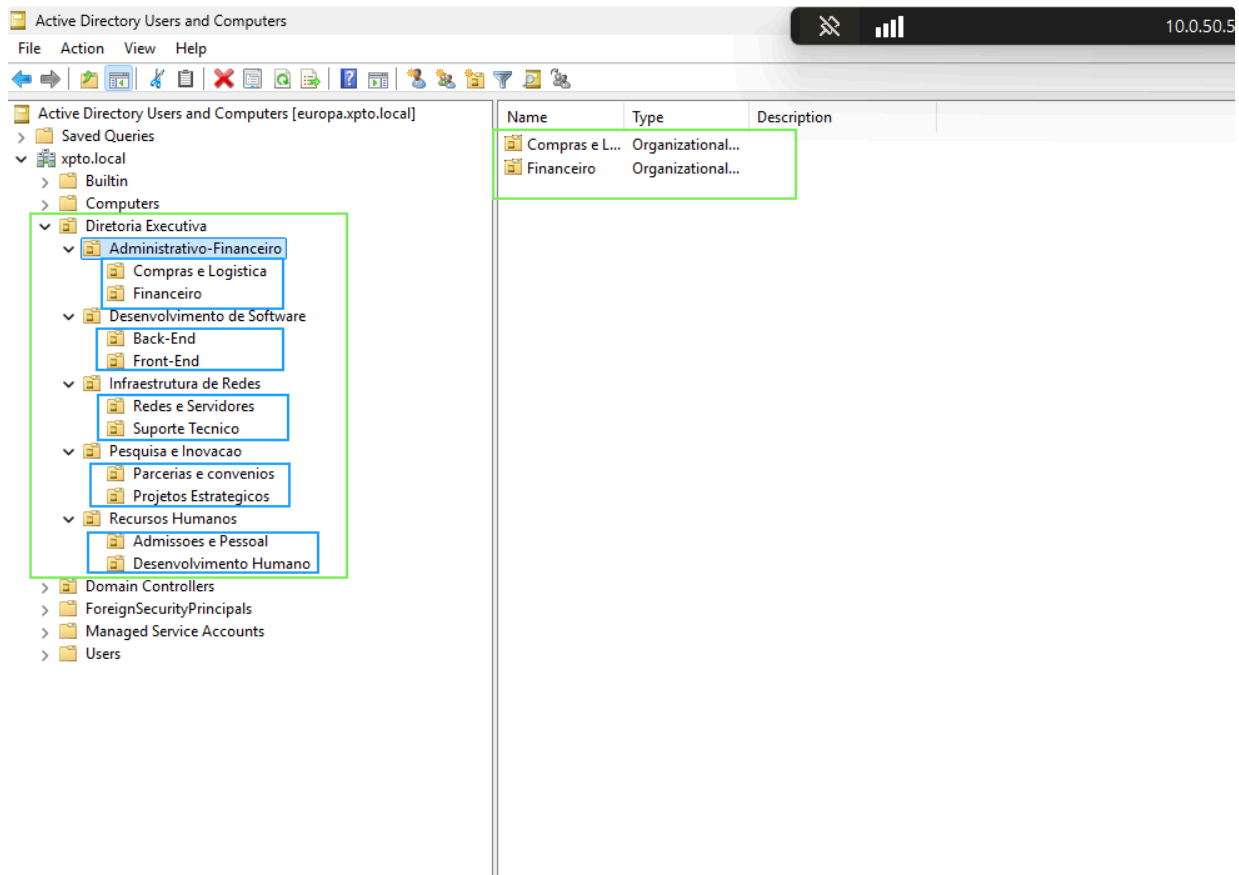 Active Directory Users and Computers
10.0.50.5
File Action View Help
Active Directory Users and Computers [europa.xpto.local]
Saved Queries
xpto.local
Builtin
Computers
Diretoria Executiva
Administrativo-Financeiro
Compras e Logistica
Financeiro
Desenvolvimento de Software
Back-End
Front-End
Infraestrutura de Redes
Redes e Servidores
Suporte Tecnico
Pesquisa e Inovacao
Parcerias e convenios
Projetos Estrategicos
Recursos Humanos
Admissoes e Pessoal
Desenvolvimento Humano
Domain Controllers
ForeignSecurityPrincipals
Managed Service Accounts
Users
Name Type Description
Compras e L... Organizational...
Financeiro Organizational...